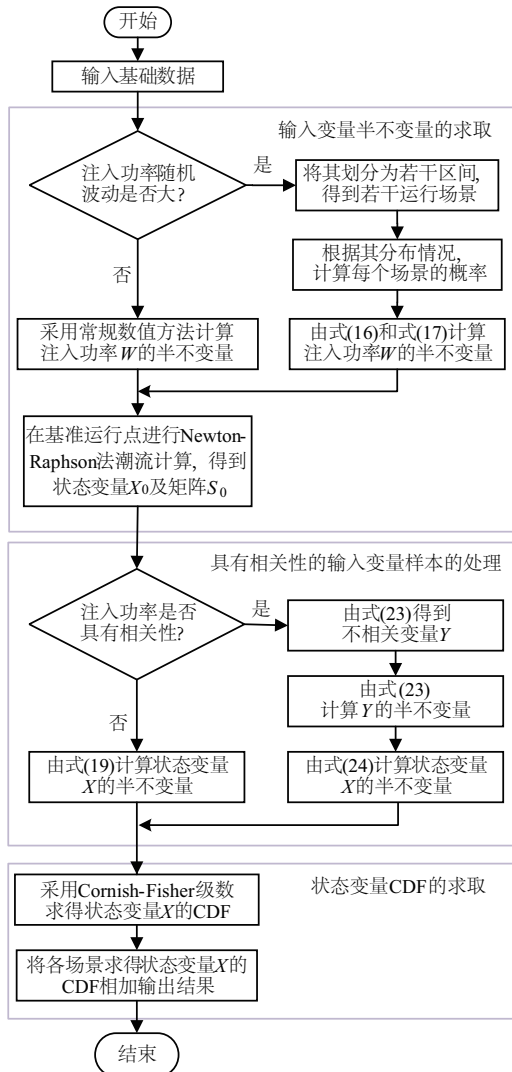 开始
输入基础数据
输入变量半不变量的求取
注入功率随机
波动是否大?
是
将其划分为若干区间,
得到若干运行场景
根据其分布情况,
计算每个场景的概率
否
采用常规数值方法计算
注入功率W的半不变量
由式(16)和式(17)计算
注入功率W的半不变量
在基准运行点进行Newton-
Raphson法潮流计算, 得到
状态变量X0及矩阵S0
具有相关性的输入变量样本的处理
注入功率是否
具有相关性?
是
由式(23)得到
不相关变量Y
由式(23)
计算Y的半不变量
否
由式(19)计算状态变量
X的半不变量
由式(24)计算状态变量
X的半不变量
状态变量CDF的求取
采用Cornish-Fisher级数
求得状态变量X的CDF
将各场景求得状态变量X的
CDF相加输出结果
结束